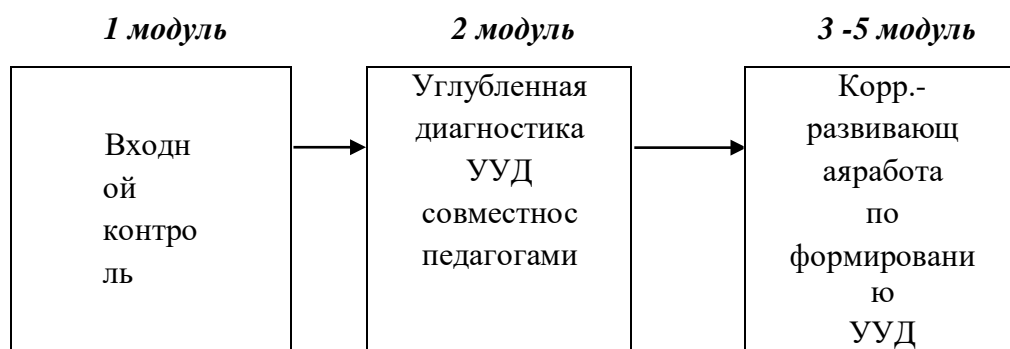 1 модуль
2 модуль
3 -5 модуль
Входн
ой
контро
ль
Углубленная
диагностика
УУД
совместнос
педагогами
Корр.-
развивающ
аяработа
по
формировани
ю
УУД